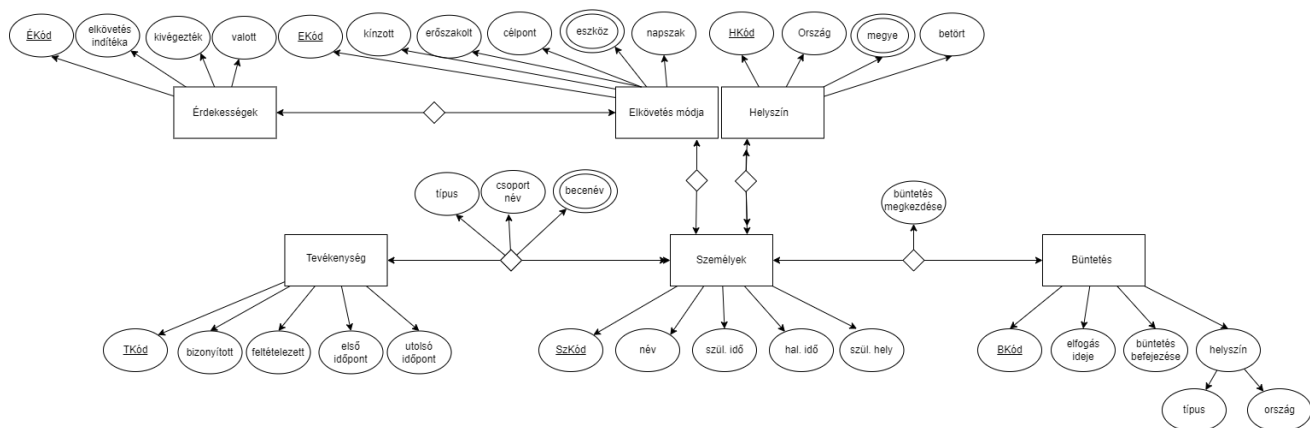 ÉKód
elkövetés
indítéka
kivégezték
valott
EKód
kínzott
erőszakolt
célpont
eszköz
napszak
HKód
Ország
megye
betört
Érdekességek
Elkövetés módja
Helyszín
típus
csoport
név
becenév
büntetés
megkezdése
Tevékenység
Személyek
Büntetés
TKód
bizonyított
feltételezett
első
időpont
utolsó
időpont
SzKód
név
szül. idő
hal. idő
szül. hely
BKód
elfogás
ideje
büntetés
befejezése
helyszín
típus
ország